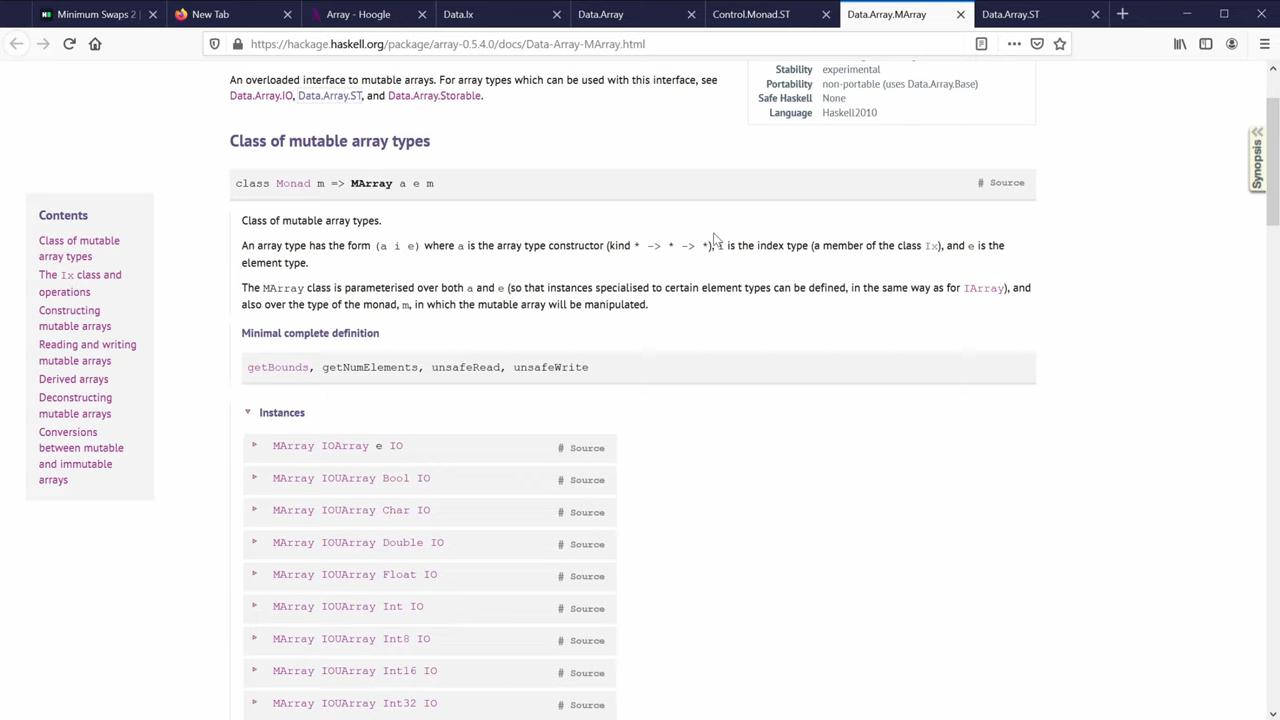 Minimum Swaps 2 |
New Tab
Array - Hoogle
Data.Ix
Data.Array
Control.Monad.ST
Data.Array.MArray
Data.Array.ST
https://hackage.haskell.org/package/array-0.5.4.0/docs/Data-Array-MArray.html
An overloaded interface to mutable arrays. For array types which can be used with this interface, see
Data.Array.IO, Data.Array.ST, and Data.Array.Storable.
Stability experimental
Portability non-portable (uses Data.Array.Base)
Safe Haskell None
Language Haskell2010
Synopsis
Contents
Class of mutable
array types
The Ix class and
operations
Constructing
mutable arrays
Reading and writing
mutable arrays
Derived arrays
Deconstructing
mutable arrays
Conversions
between mutable
and immutable
arrays
Class of mutable array types
class Monad m => MArray a e m # Source
Class of mutable array types.
An array type has the form (a i e) where a is the array type constructor (kind * -> * -> *), i is the index type (a member of the class Ix), and e is the
element type.
The MArray class is parameterised over both a and e (so that instances specialised to certain element types can be defined, in the same way as for IArray), and
also over the type of the monad, m, in which the mutable array will be manipulated.
Minimal complete definition
getBounds, getNumElements, unsafeRead, unsafeWrite
Instances
MArray IOArray e IO # Source
MArray IOUArray Bool IO # Source
MArray IOUArray Char IO # Source
MArray IOUArray Double IO # Source
MArray IOUArray Float IO # Source
MArray IOUArray Int IO # Source
MArray IOUArray Int8 IO # Source
MArray IOUArray Int16 IO # Source
MArray IOUArray Int32 IO # Source